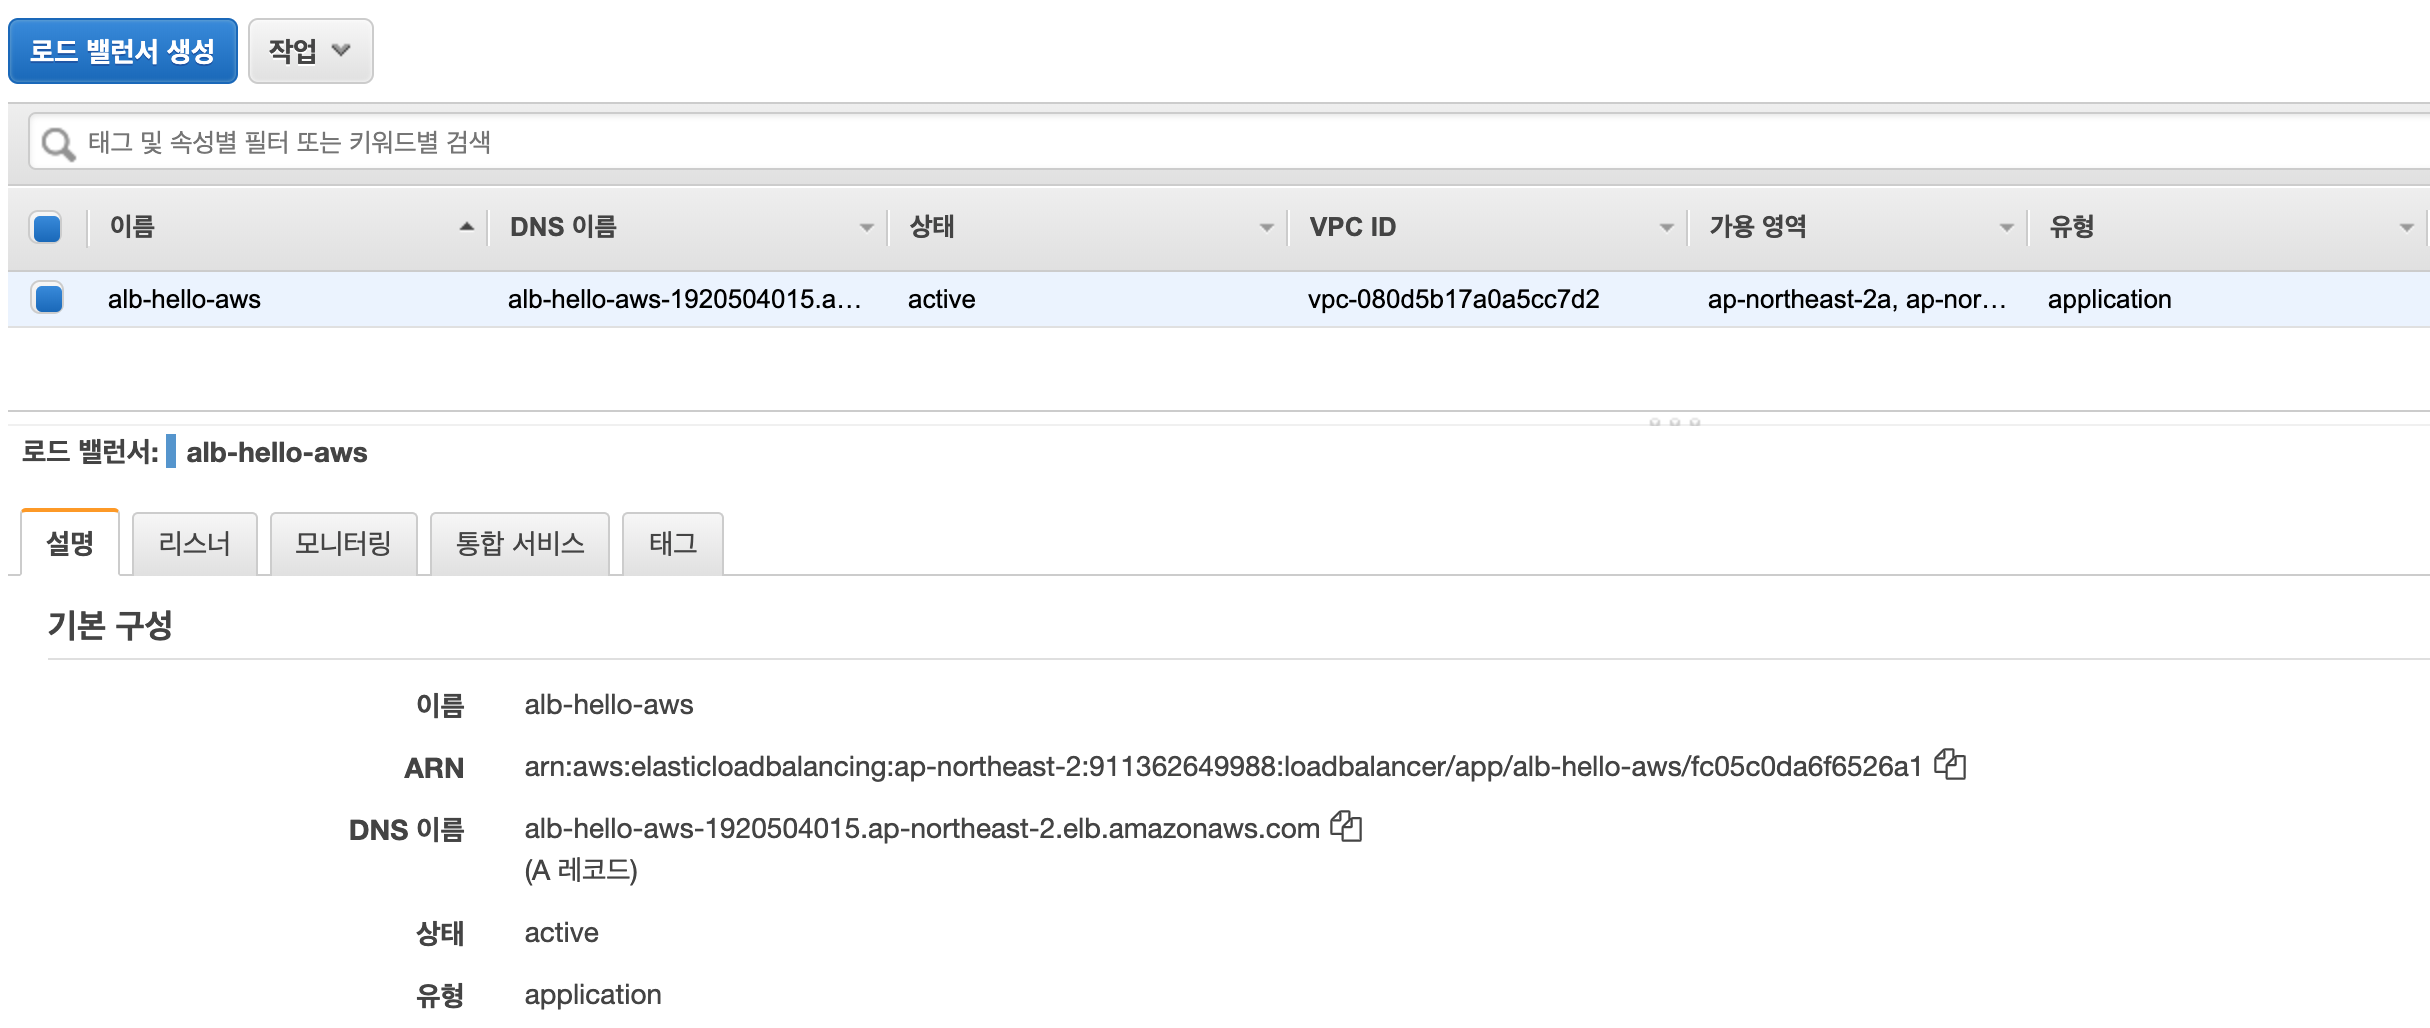 로드 밸런서 생성 작업
태그 및 속성별 필터 또는 키워드별 검색
이름 DNS 이름 상태 VPC ID 가용 영역 유형
alb-hello-aws alb-hello-aws-1920504015.a… active vpc-080d5b17a0a5cc7d2 ap-northeast-2a, ap-nor… application
로드 밸런서: alb-hello-aws
설명 리스너 모니터링 통합 서비스 태그
기본 구성
이름 alb-hello-aws
ARN arn:aws:elasticloadbalancing:ap-northeast-2:911362649988:loadbalancer/app/alb-hello-aws/fc05c0da6f6526a1
DNS 이름 alb-hello-aws-1920504015.ap-northeast-2.elb.amazonaws.com
(A 레코드)
상태 active
유형 application